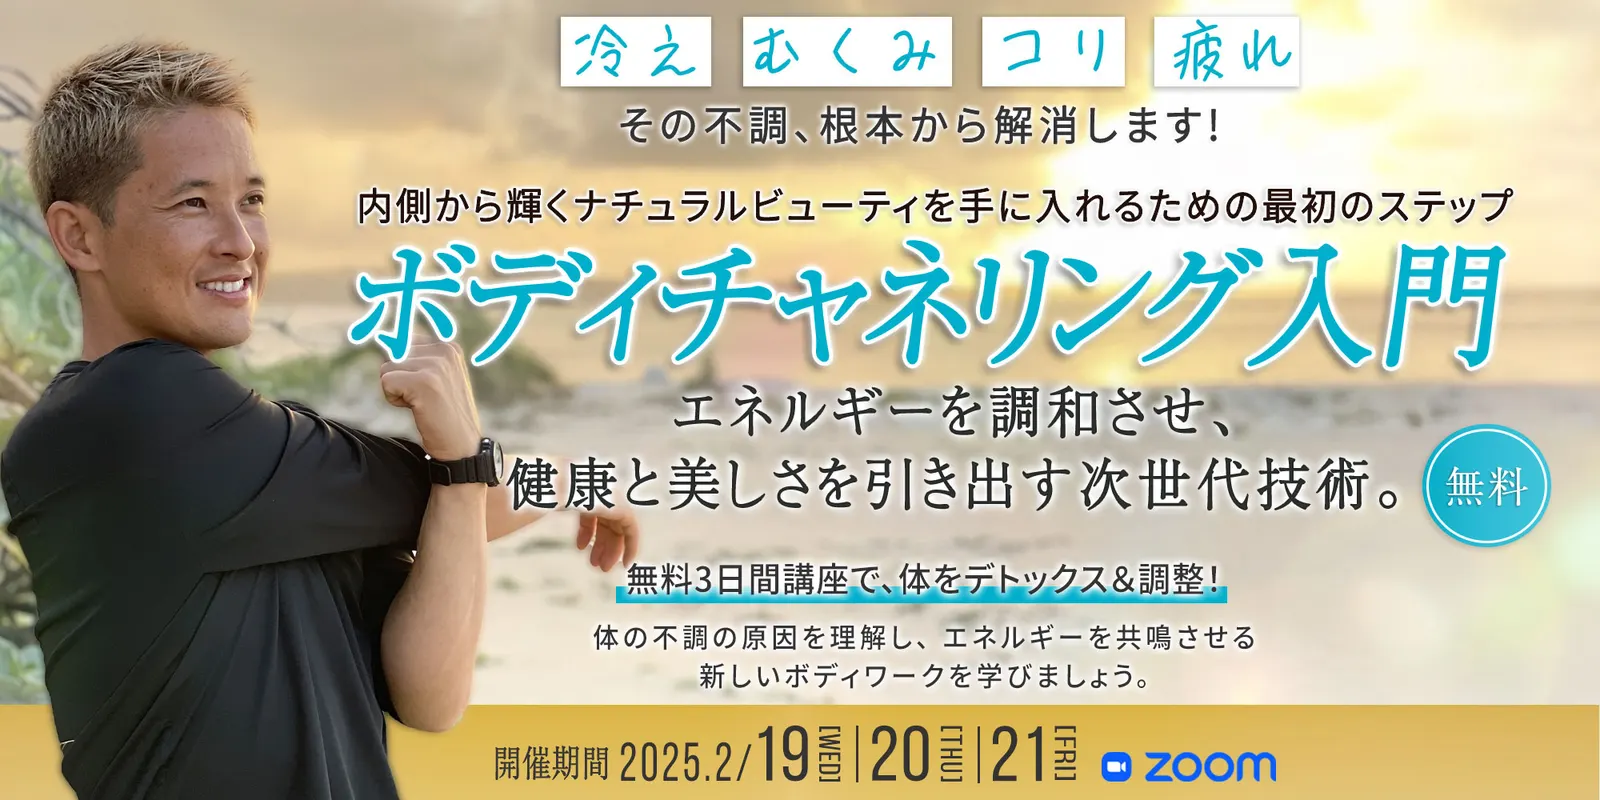 冷え むくみ コリ 疲れ
その不調、根本から解消します!
内側から輝くナチュラルビューティを手に入れるための最初のステップ
ボディチャネリング入門
エネルギーを調和させ、
健康と美しさを引き出す次世代技術。
無料
無料3日間講座で、体をデトックス&調整!
体の不調の原因を理解し、エネルギーを共鳴させる
新しいボディワークを学びましょう。
開催期間 2025.2/19[WED]|20[THU]|21[FRI] zoom